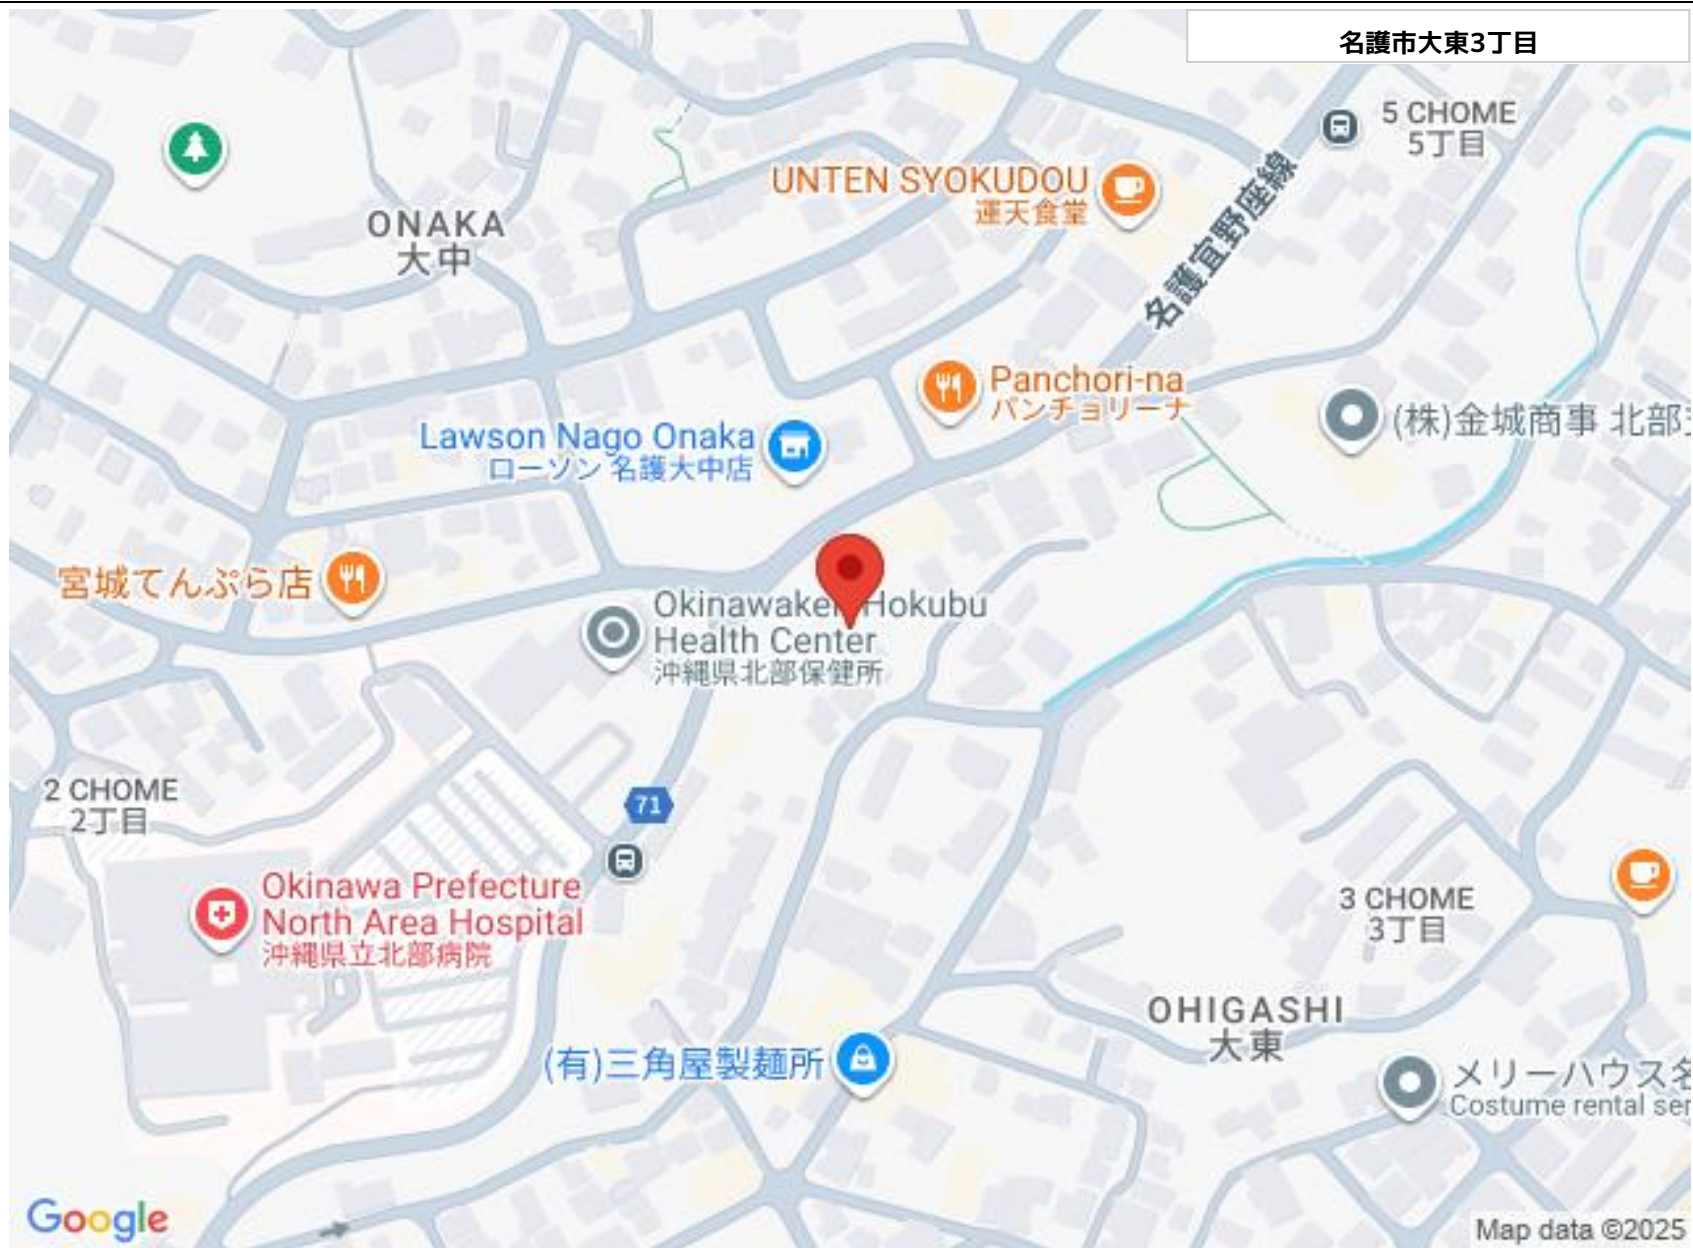 名護市大東3丁目
5 CHOME
5丁目
UNTEN SYOKUDOU
運天食堂
ONAKA
大中
名護宜野座線
Panchori-na
パンチョリーナ
(株)金城商事 北部
Lawson Nago Onaka
ローソン 名護大中店
宮城てんぷら店
Okinawaken Hokubu
Health Center
沖縄県北部保健所
2 CHOME
2丁目
71
Okinawa Prefecture
North Area Hospital
沖縄県立北部病院
3 CHOME
3丁目
OHIGASHI
大東
(有)三角屋製麺所
メリーハウス名
Costume rental ser
Google
Map data ©2025